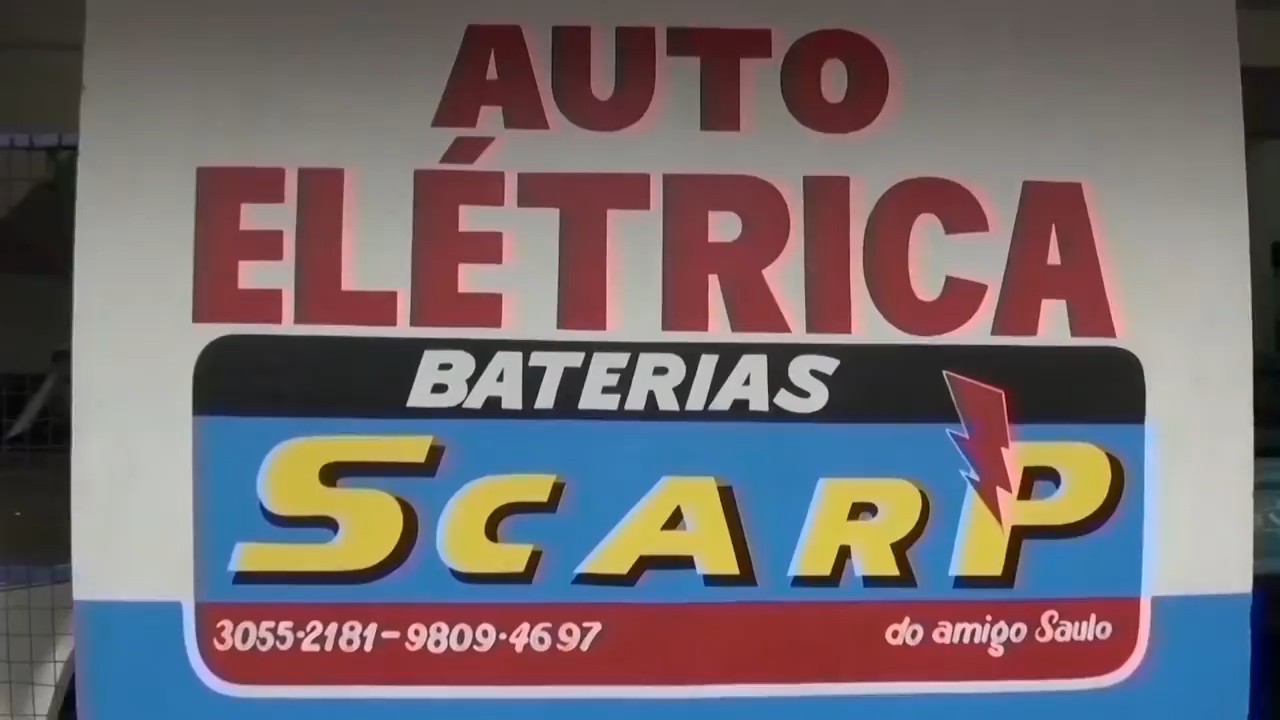 AUTO
ELÉTRICA
BATERIAS
SCARP
3055·2181-9809·4697 do amigo Saulo